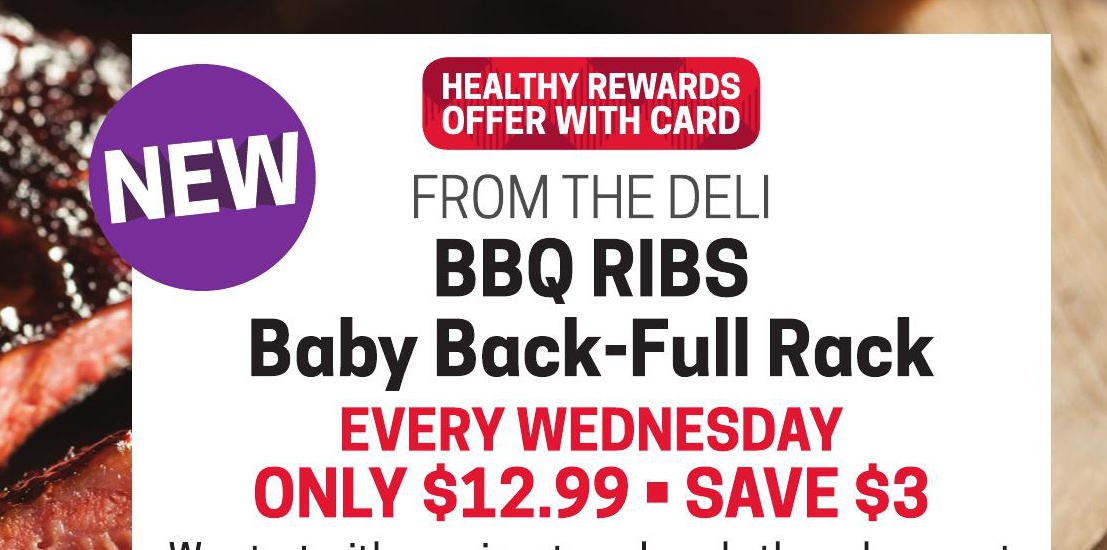 NEW
HEALTHY REWARDS
OFFER WITH CARD
FROM THE DELI
BBQ RIBS
Baby Back-Full Rack
EVERY WEDNESDAY
ONLY $12.99 ▪ SAVE $3